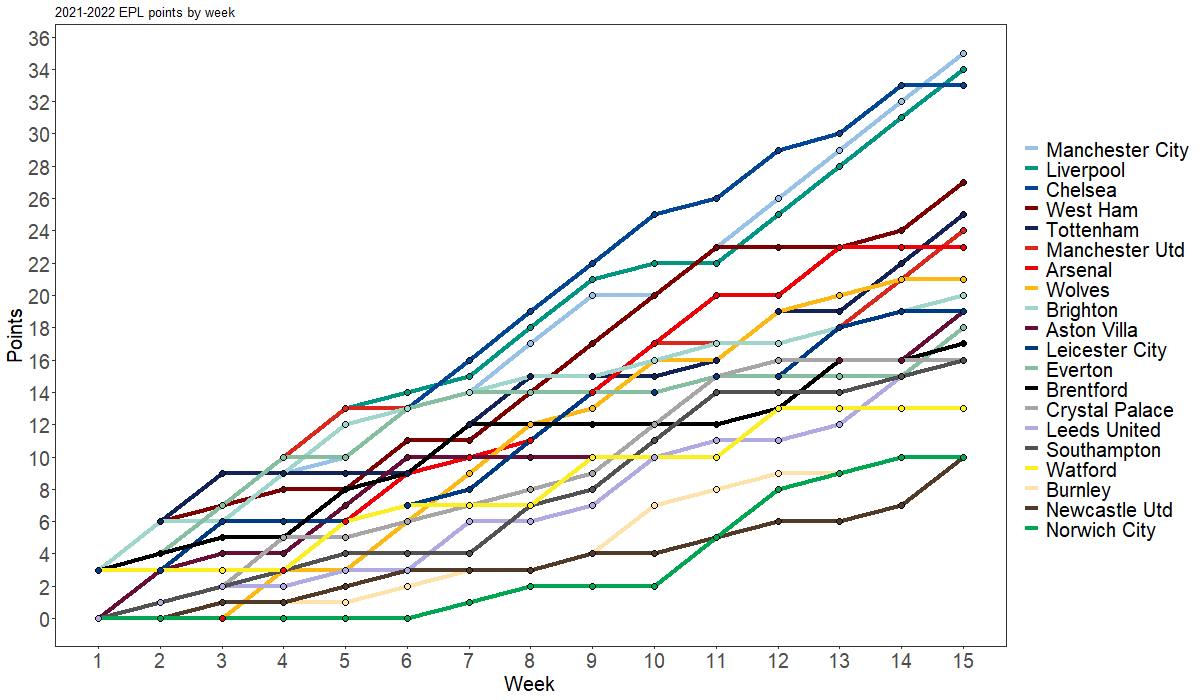 2021-2022 EPL points by week
Points
36
34
32
30
28
26
24
22
20
18
16
14
12
10
8
6
4
2
0
1 2 3 4 5 6 7 8 9 10 11 12 13 14 15
Week
Manchester City
Liverpool
Chelsea
West Ham
Tottenham
Manchester Utd
Arsenal
Wolves
Brighton
Aston Villa
Leicester City
Everton
Brentford
Crystal Palace
Leeds United
Southampton
Watford
Burnley
Newcastle Utd
Norwich City